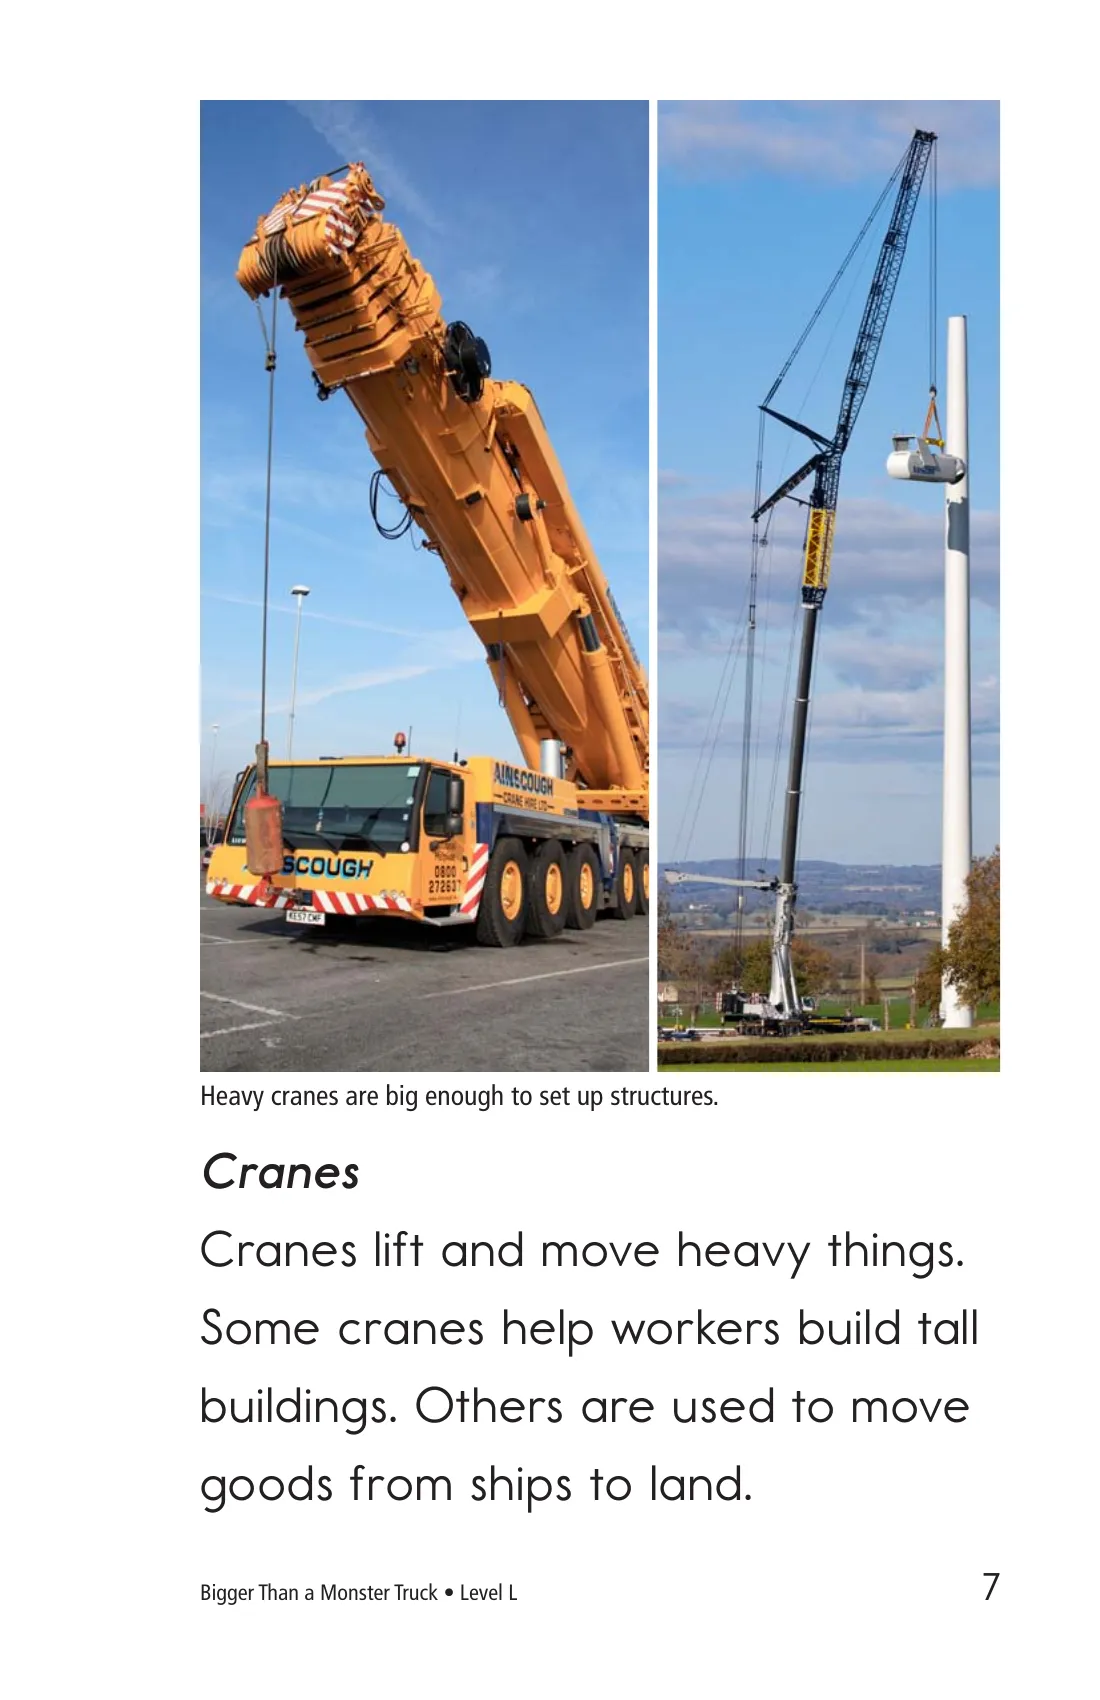 AINSCOUGH
CRANE HIRE LTD
SCOUGH
0800
272637
KE57 CMF
Heavy cranes are big enough to set up structures.
Cranes
Cranes lift and move heavy things.
Some cranes help workers build tall
buildings. Others are used to move
goods from ships to land.
Bigger Than a Monster Truck • Level L
7